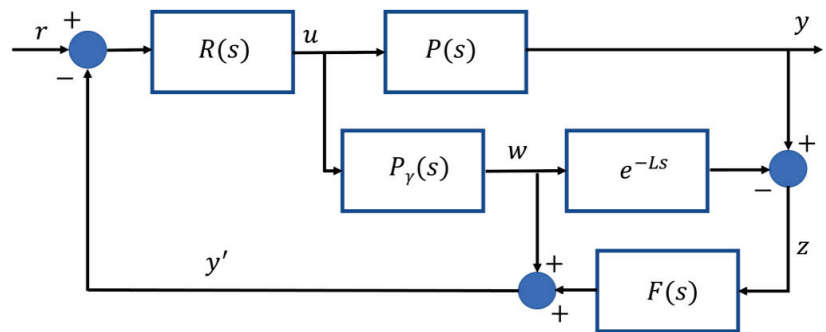 +
r
−
R(s)
u
P(s)
y
P_γ(s)
w
e^{−Ls}
+
−
z
y′
+
+
F(s)